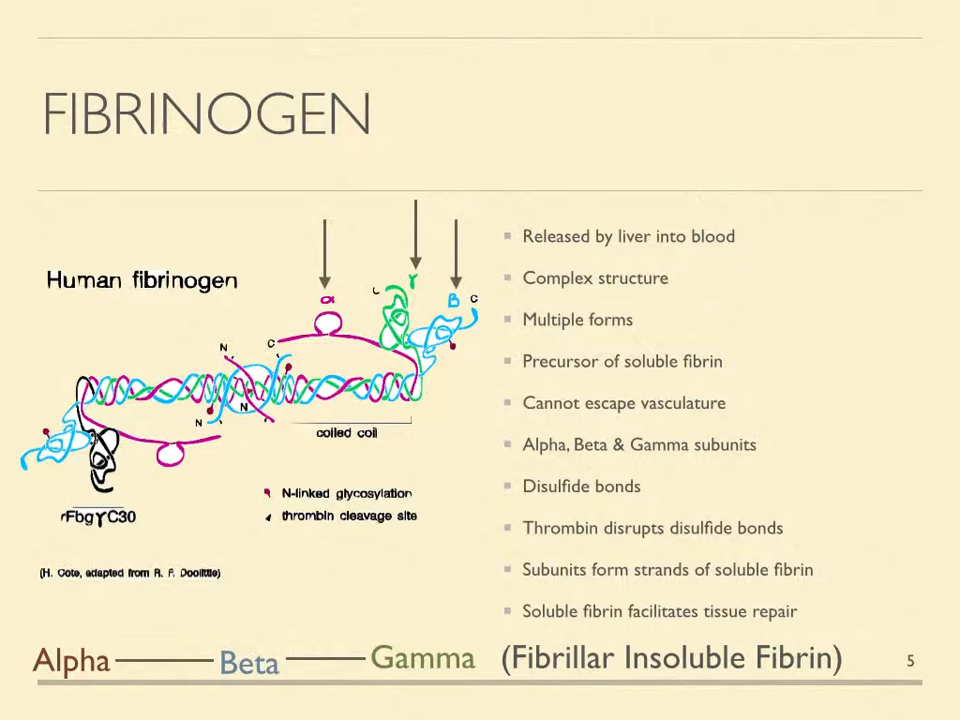 FIBRINOGEN
Human fibrinogen
α
C
γ
B
C
C
N
N
N
coiled coil
N-linked glycosylation
thrombin cleavage site
rFbgγC30
(H. Cote, adapted from R. F. Doolittle)
Released by liver into blood
Complex structure
Multiple forms
Precursor of soluble fibrin
Cannot escape vasculature
Alpha, Beta & Gamma subunits
Disulfide bonds
Thrombin disrupts disulfide bonds
Subunits form strands of soluble fibrin
Soluble fibrin facilitates tissue repair
Alpha Beta Gamma (Fibrillar Insoluble Fibrin)
5